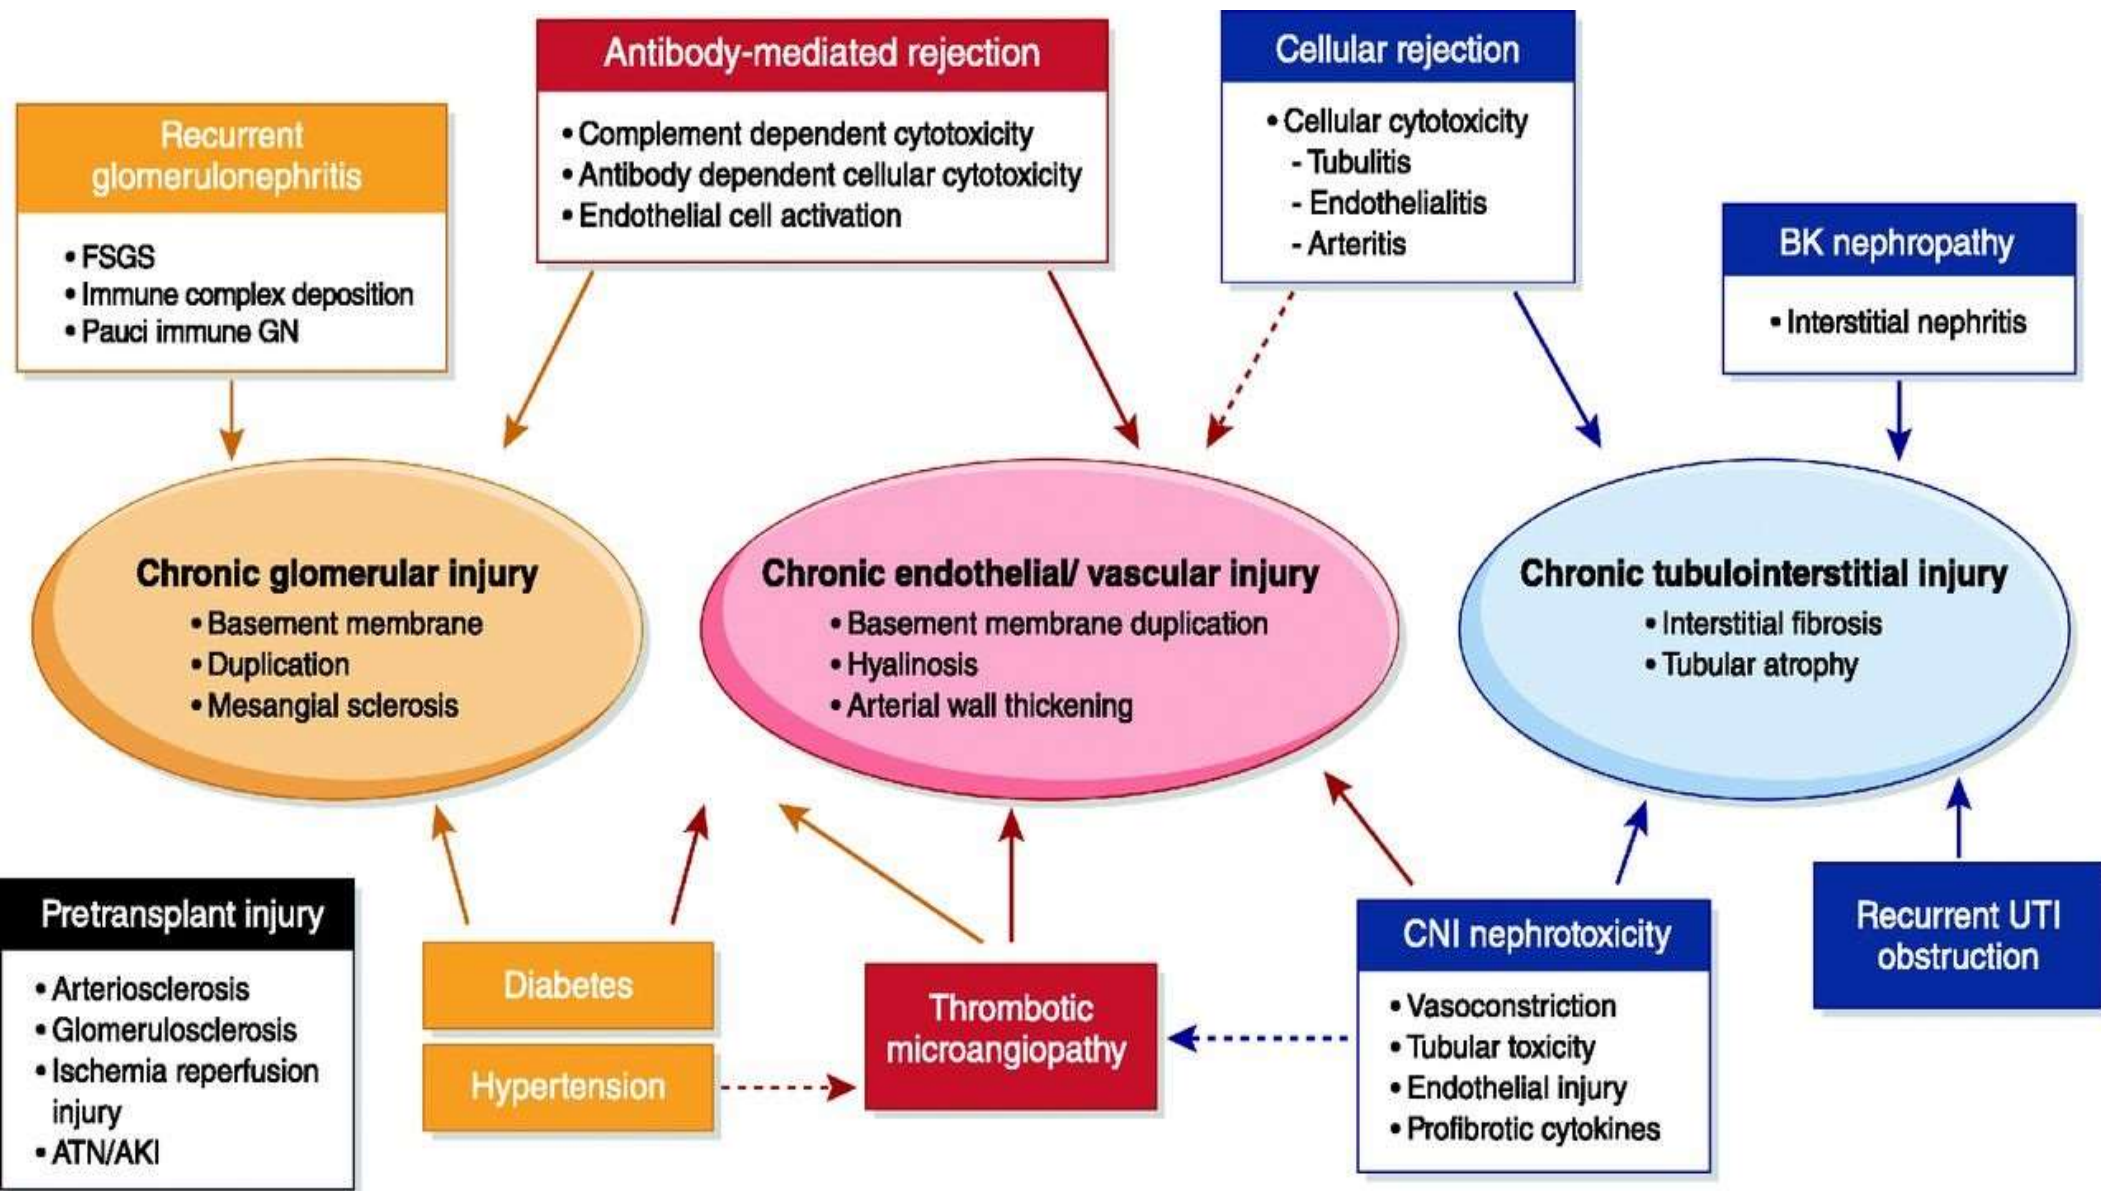 Antibody-mediated rejection
• Complement dependent cytotoxicity
• Antibody dependent cellular cytotoxicity
• Endothelial cell activation
Cellular rejection
• Cellular cytotoxicity
- Tubulitis
- Endothelialitis
- Arteritis
Recurrent
glomerulonephritis
• FSGS
• Immune complex deposition
• Pauci immune GN
BK nephropathy
• Interstitial nephritis
Chronic glomerular injury
• Basement membrane
• Duplication
• Mesangial sclerosis
Chronic endothelial/ vascular injury
• Basement membrane duplication
• Hyalinosis
• Arterial wall thickening
Chronic tubulointerstitial injury
• Interstitial fibrosis
• Tubular atrophy
Pretransplant injury
• Arteriosclerosis
• Glomerulosclerosis
• Ischemia reperfusion
injury
• ATN/AKI
Diabetes
Hypertension
Thrombotic
microangiopathy
CNI nephrotoxicity
• Vasoconstriction
• Tubular toxicity
• Endothelial injury
• Profibrotic cytokines
Recurrent UTI
obstruction